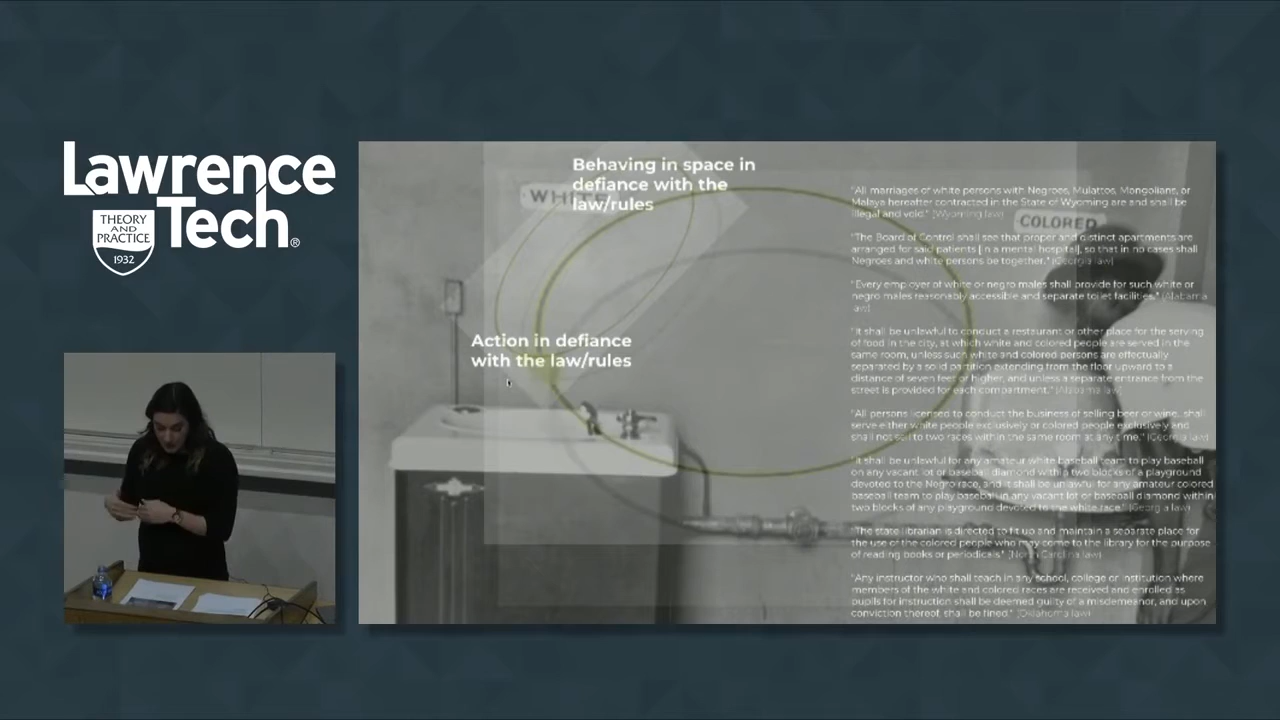 Lawrence
Tech®
THEORY
AND
PRACTICE
1932
Behaving in space in
defiance with the
law/rules
WHITE
Action in defiance
with the law/rules
COLORED
"All marriages of white persons with Negroes, Mulattos, Mongolians, or
Malaya hereafter contracted in the State of Wyoming are and shall be
illegal and void." (Wyoming law)
"The Board of Control shall see that proper and distinct apartments are
arranged for said patients [in a mental hospital], so that in no cases shall
Negroes and white persons be together." (Georgia law)
"Every employer of white or negro males shall provide for such white or
negro males reasonably accessible and separate toilet facilities." (Alabama
law)
"It shall be unlawful to conduct a restaurant or other place for the serving
of food in the city, at which white and colored people are served in the
same room, unless such white and colored persons are effectually
separated by a solid partition extending from the floor upward to a
distance of seven feet or higher, and unless a separate entrance from the
street is provided for each compartment." (Alabama law)
"All persons licensed to conduct the business of selling beer or wine...shall
serve either white people exclusively or colored people exclusively and
shall not sell to two races within the same room at any time." (Georgia law)
"It shall be unlawful for any amateur white baseball team to play baseball
on any vacant lot or baseball diamond within two blocks of a playground
devoted to the Negro race, and it shall be unlawful for any amateur colored
baseball team to play baseball in any vacant lot or baseball diamond within
two blocks of any playground devoted to the white race." (Georgia law)
"The state librarian is directed to fit up and maintain a separate place for
the use of the colored people who may come to the library for the purpose
of reading books or periodicals." (North Carolina law)
"Any instructor who shall teach in any school, college or institution where
members of the white and colored races are received and enrolled as
pupils for instruction shall be deemed guilty of a misdemeanor, and upon
conviction thereof, shall be fined." (Oklahoma law)